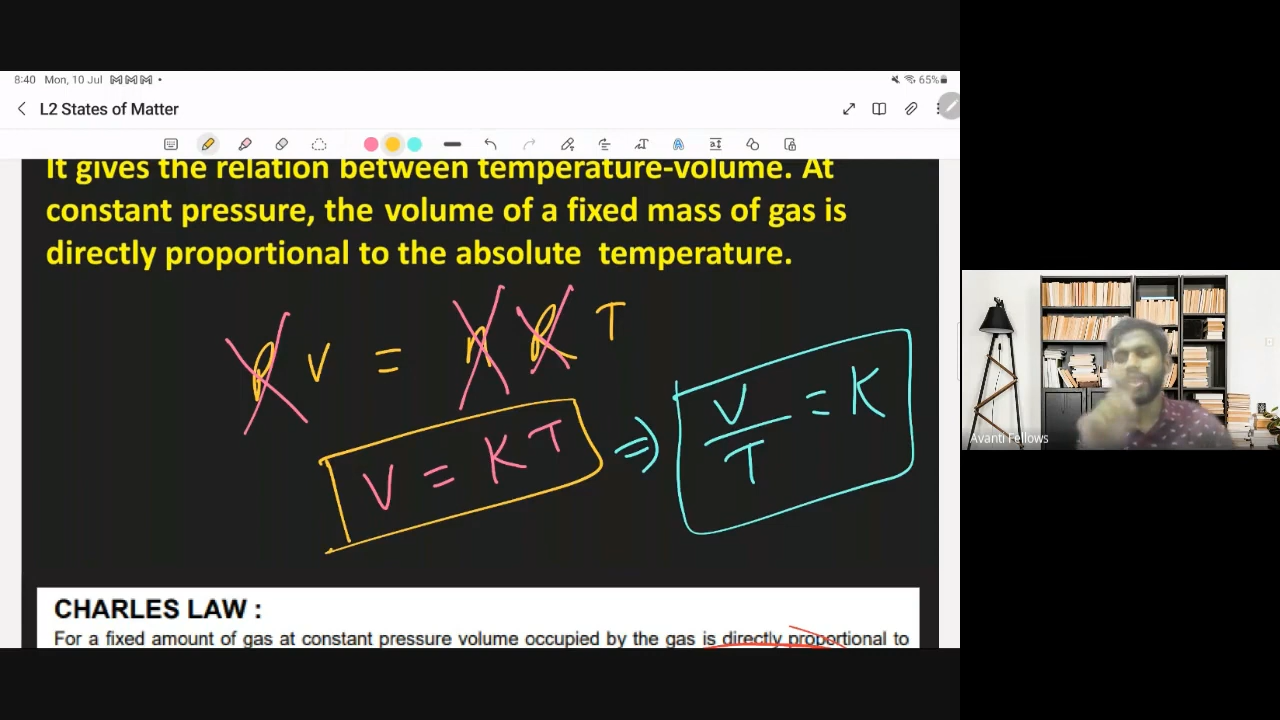 8:40 Mon, 10 Jul 65%
L2 States of Matter
It gives the relation between temperature-volume. At
constant pressure, the volume of a fixed mass of gas is
directly proportional to the absolute temperature.
P V = n R T
V = K T ⇒ V/T = K
Avanti Fellows
CHARLES LAW :
For a fixed amount of gas at constant pressure volume occupied by the gas is directly proportional to